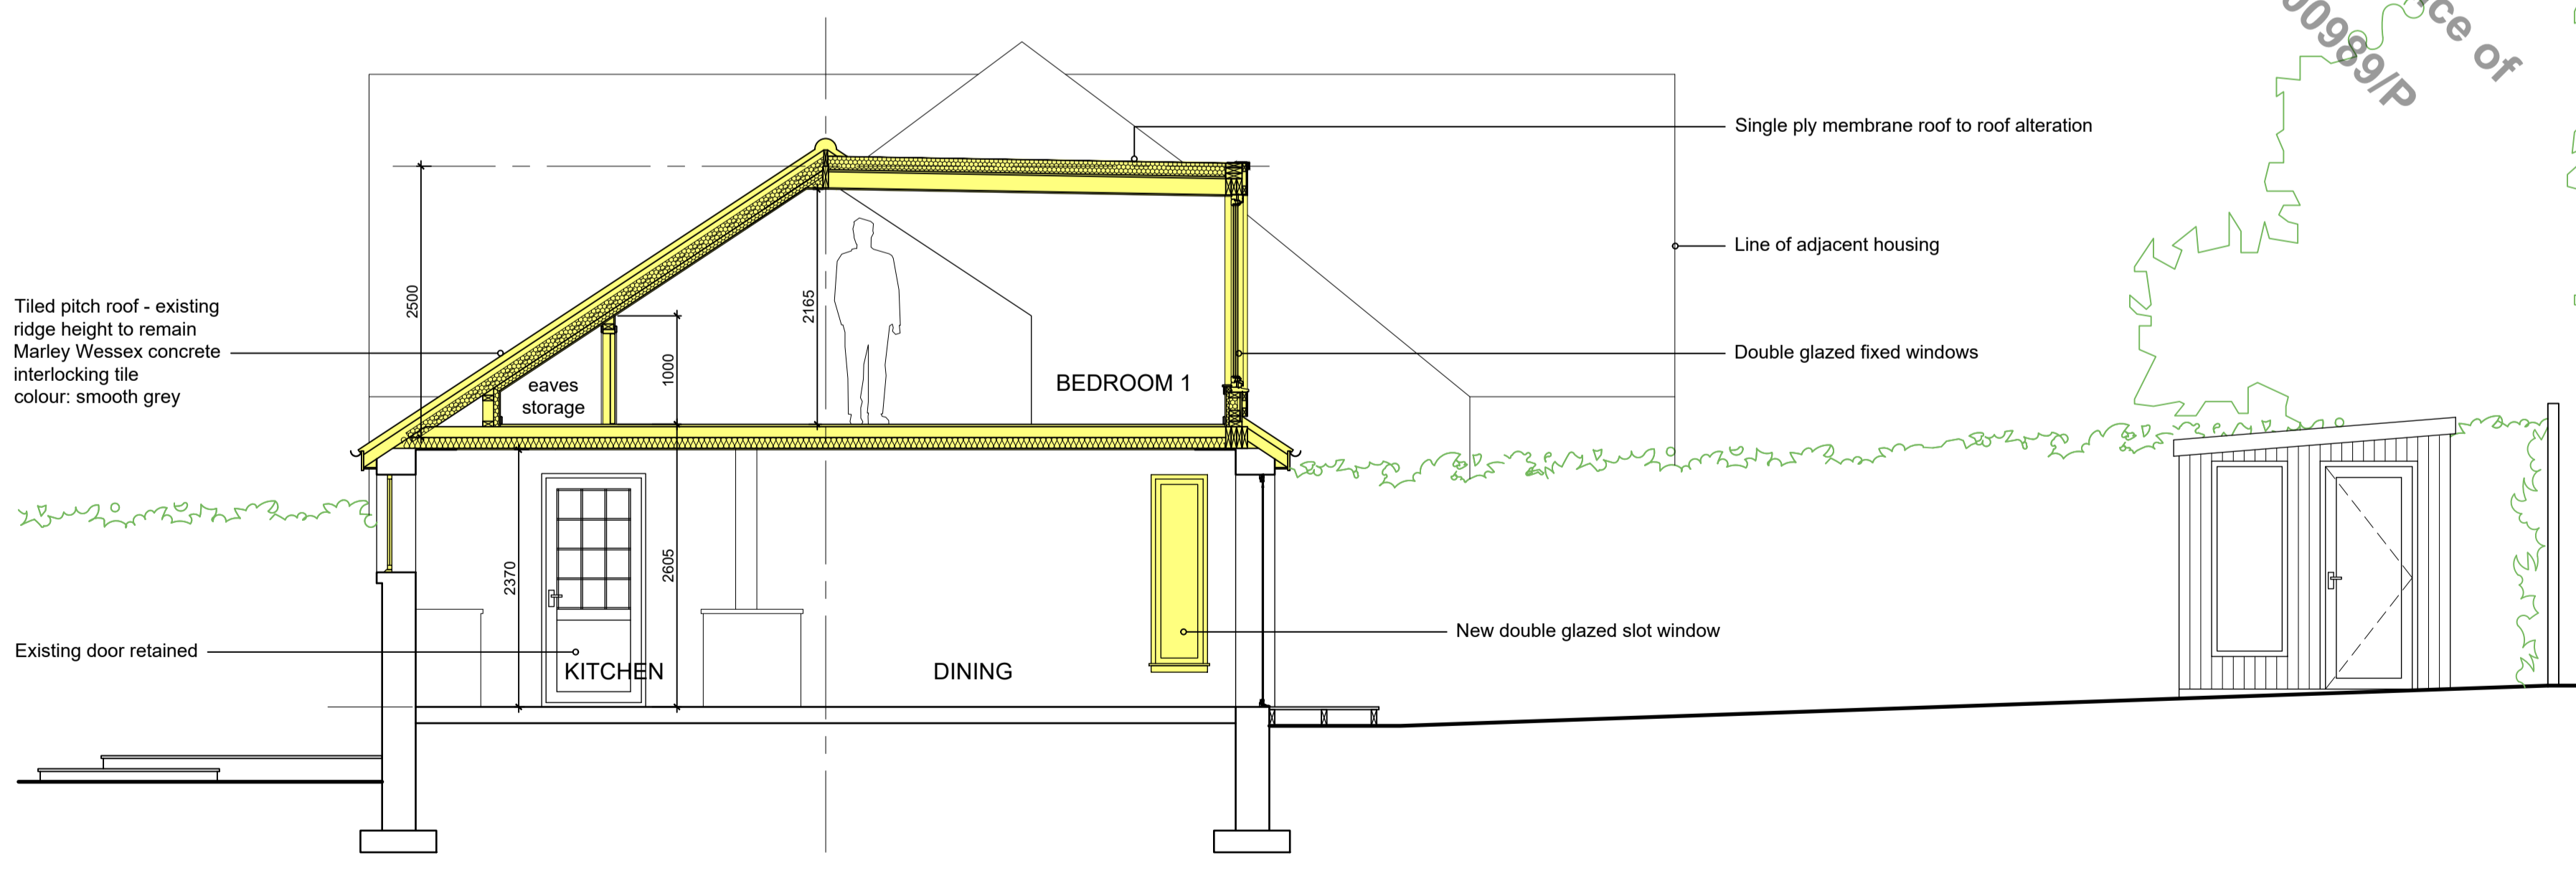 ce of
00989/P
Single ply membrane roof to roof alteration
Line of adjacent housing
2500
2165
Tiled pitch roof - existing
ridge height to remain
Marley Wessex concrete
interlocking tile
colour: smooth grey
Double glazed fixed windows
1000
eaves
storage
BEDROOM 1
2370
2605
Existing door retained
KITCHEN
DINING
New double glazed slot window